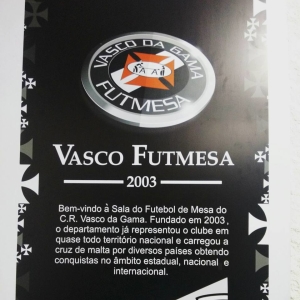 VASCO DA GAMA
FUTMESA
VASCO FUTMESA
2003
Bem-vindo à Sala do Futebol de Mesa do
C.R. Vasco da Gama. Fundado em 2003,
o departamento já representou o clube em
quase todo território nacional e carregou a
cruz de malta por diversos países obtendo
conquistas no âmbito estadual, nacional e
internacional.